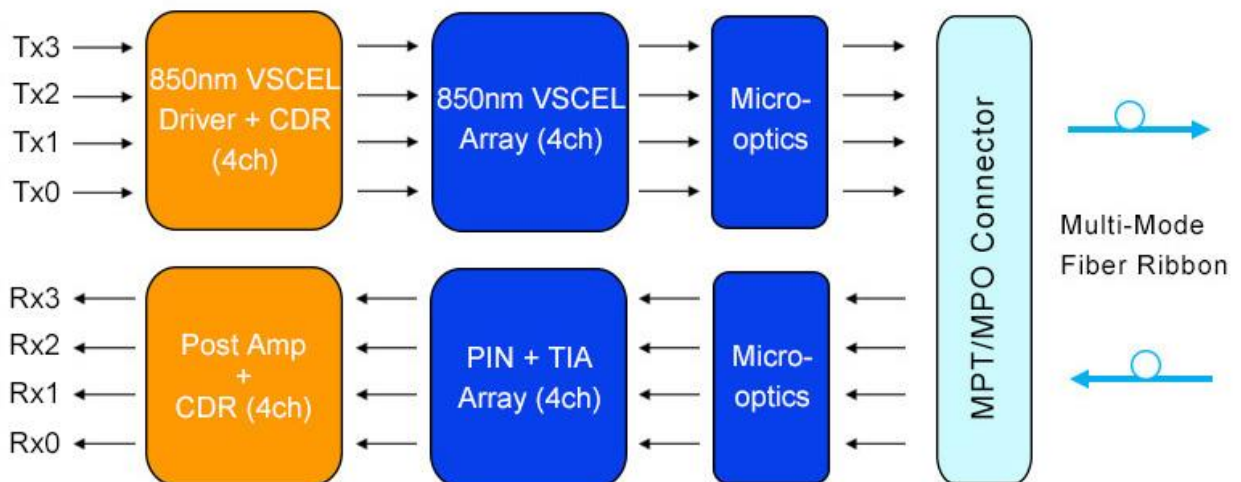 Tx3
Tx2
Tx1
Tx0
850nm VSCEL
Driver + CDR
(4ch)
850nm VSCEL
Array (4ch)
Micro-
optics
MPT/MPO Connector
Multi-Mode
Fiber Ribbon
Rx3
Rx2
Rx1
Rx0
Post Amp
+
CDR (4ch)
PIN + TIA
Array (4ch)
Micro-
optics